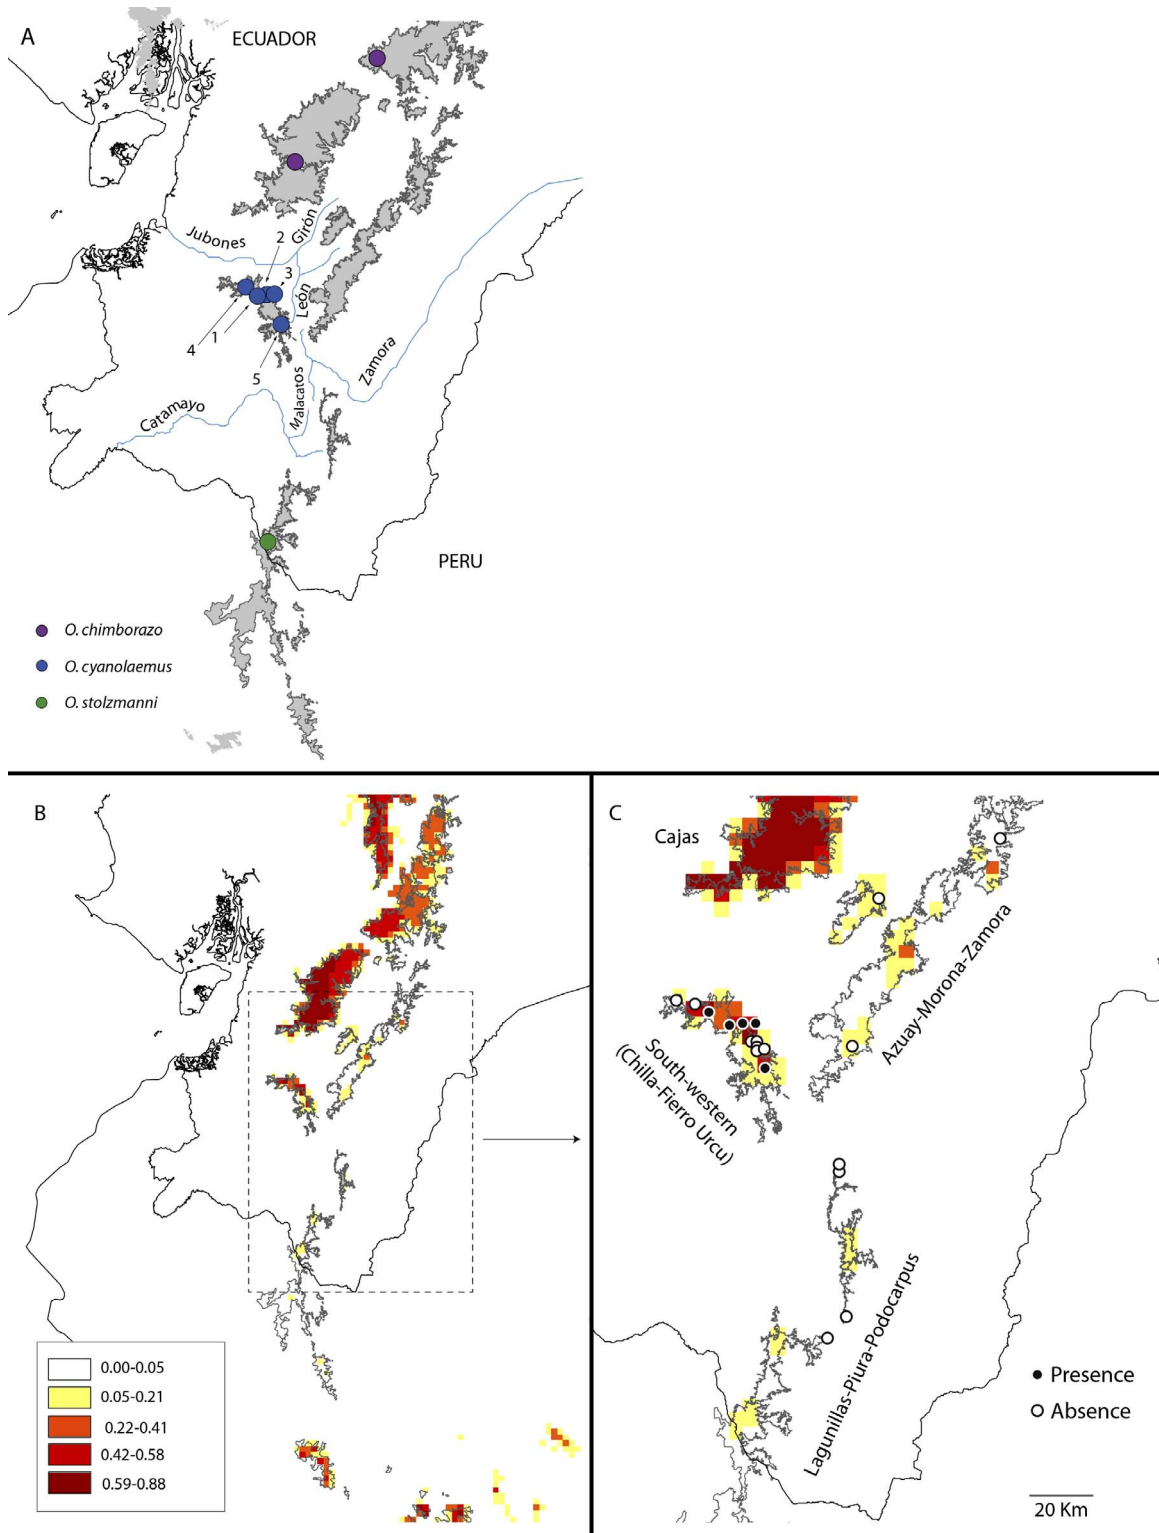 A
ECUADOR
Jubones
Girón
2
3
León
4
1
5
Zamora
Malacatos
Catamayo
PERU
O. chimborazo
O. cyanolaemus
O. stolzmanni
B
0.00-0.05
0.05-0.21
0.22-0.41
0.42-0.58
0.59-0.88
C
Cajas
Azuay-Morona-Zamora
South-western
(Chilla-Fierro Urcu)
Lagunillas-Piura-Podocarpus
Presence
Absence
20 Km